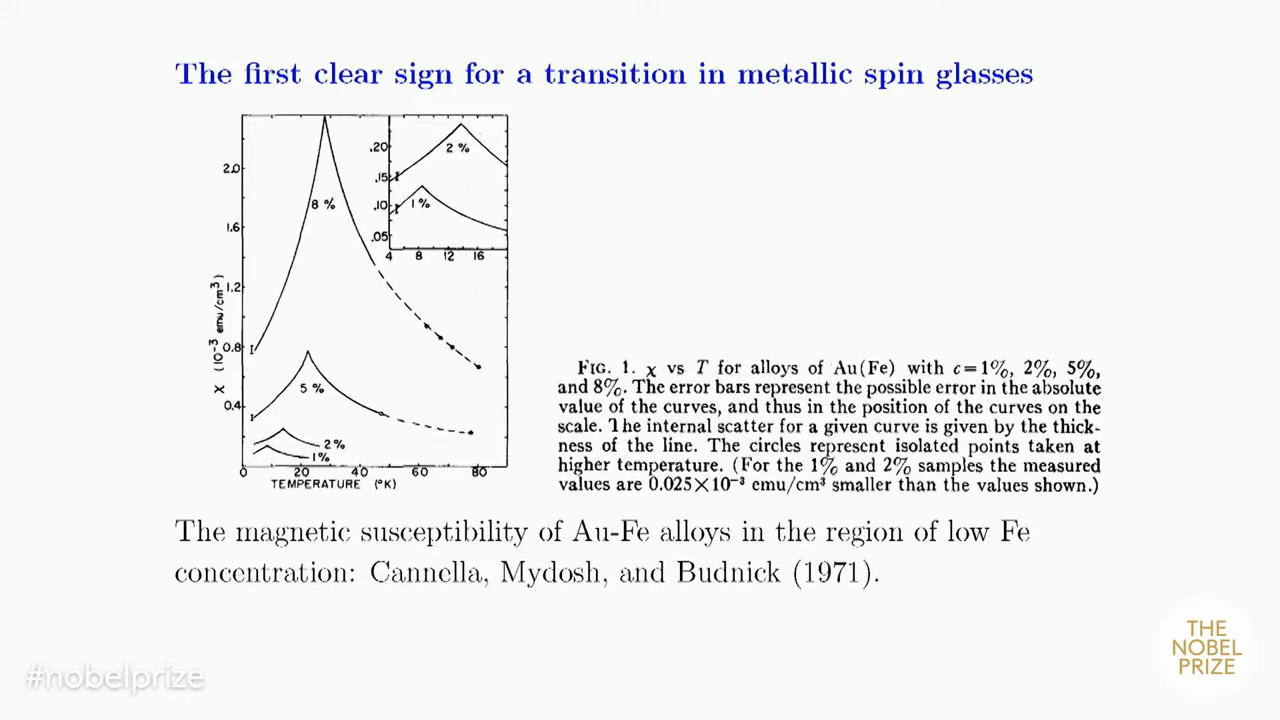 The first clear sign for a transition in metallic spin glasses
2.0
1.6
1.2
0.8
0.4
χ (10⁻³ emu/cm³)
8 %
5 %
2 %
1 %
0 20 40 60 80
TEMPERATURE (°K)
.20
.15
.10
.05
2 %
1 %
4 8 12 16
FIG. 1. χ vs T for alloys of Au(Fe) with c=1%, 2%, 5%,
and 8%. The error bars represent the possible error in the absolute
value of the curves, and thus in the position of the curves on the
scale. The internal scatter for a given curve is given by the thick-
ness of the line. The circles represent isolated points taken at
higher temperature. (For the 1% and 2% samples the measured
values are 0.025×10⁻³ emu/cm³ smaller than the values shown.)
The magnetic susceptibility of Au-Fe alloys in the region of low Fe
concentration: Cannella, Mydosh, and Budnick (1971).
#nobelprize
THE
NOBEL
PRIZE